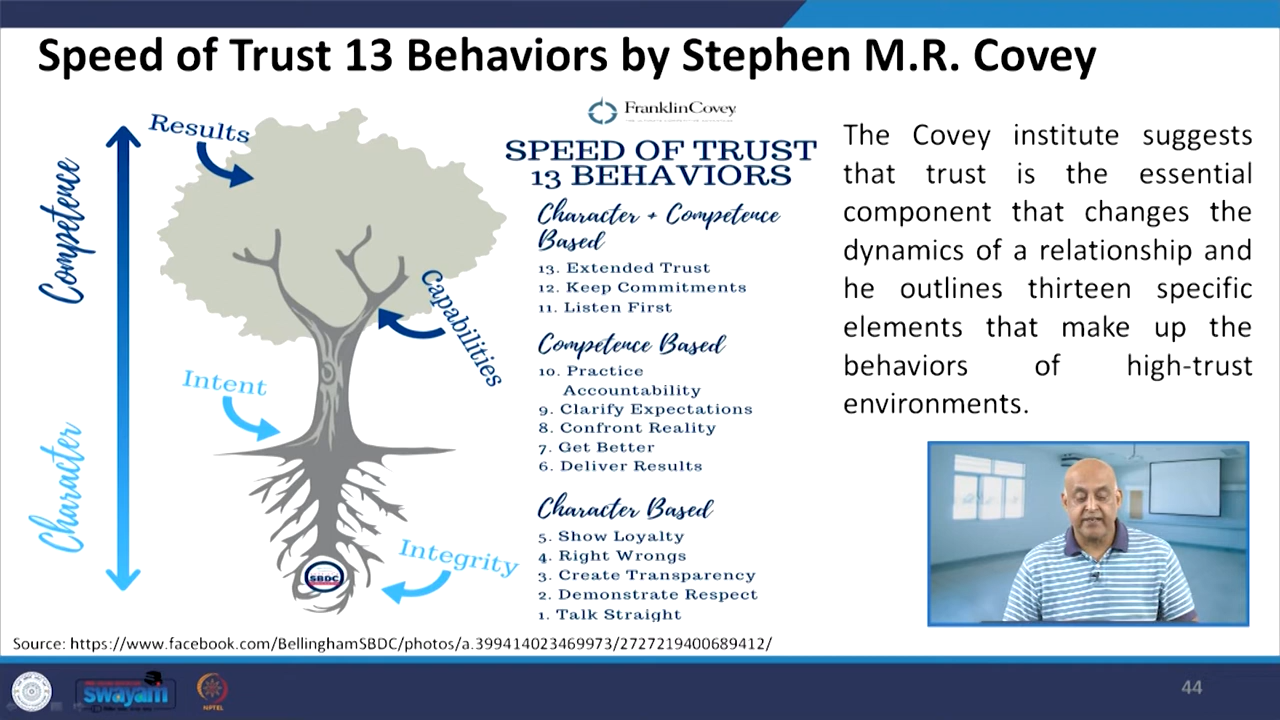 Speed of Trust 13 Behaviors by Stephen M.R. Covey
Competence
Character
Results
Capabilities
Intent
Integrity
SBDC
FranklinCovey
SPEED OF TRUST
13 BEHAVIORS
Character + Competence
Based
13. Extended Trust
12. Keep Commitments
11. Listen First
Competence Based
10. Practice
Accountability
9. Clarify Expectations
8. Confront Reality
7. Get Better
6. Deliver Results
Character Based
5. Show Loyalty
4. Right Wrongs
3. Create Transparency
2. Demonstrate Respect
1. Talk Straight
The Covey institute suggests
that trust is the essential
component that changes the
dynamics of a relationship and
he outlines thirteen specific
elements that make up the
behaviors of high-trust
environments.
Source: https://www.facebook.com/BellinghamSBDC/photos/a.399414023469973/2727219400689412/
swayam
NPTEL
44